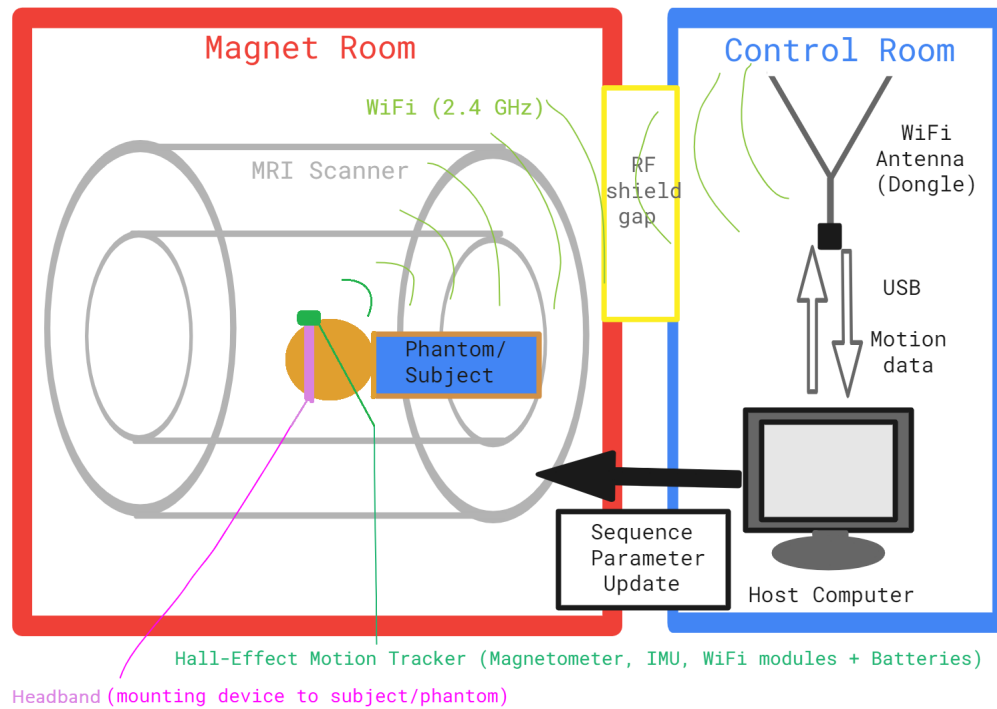 Magnet Room
Control Room
WiFi (2.4 GHz)
MRI Scanner
RF
shield
gap
WiFi
Antenna
(Dongle)
USB
Motion
data
Phantom/
Subject
Sequence
Parameter
Update
Host Computer
Hall-Effect Motion Tracker (Magnetometer, IMU, WiFi modules + Batteries)
Headband (mounting device to subject/phantom)